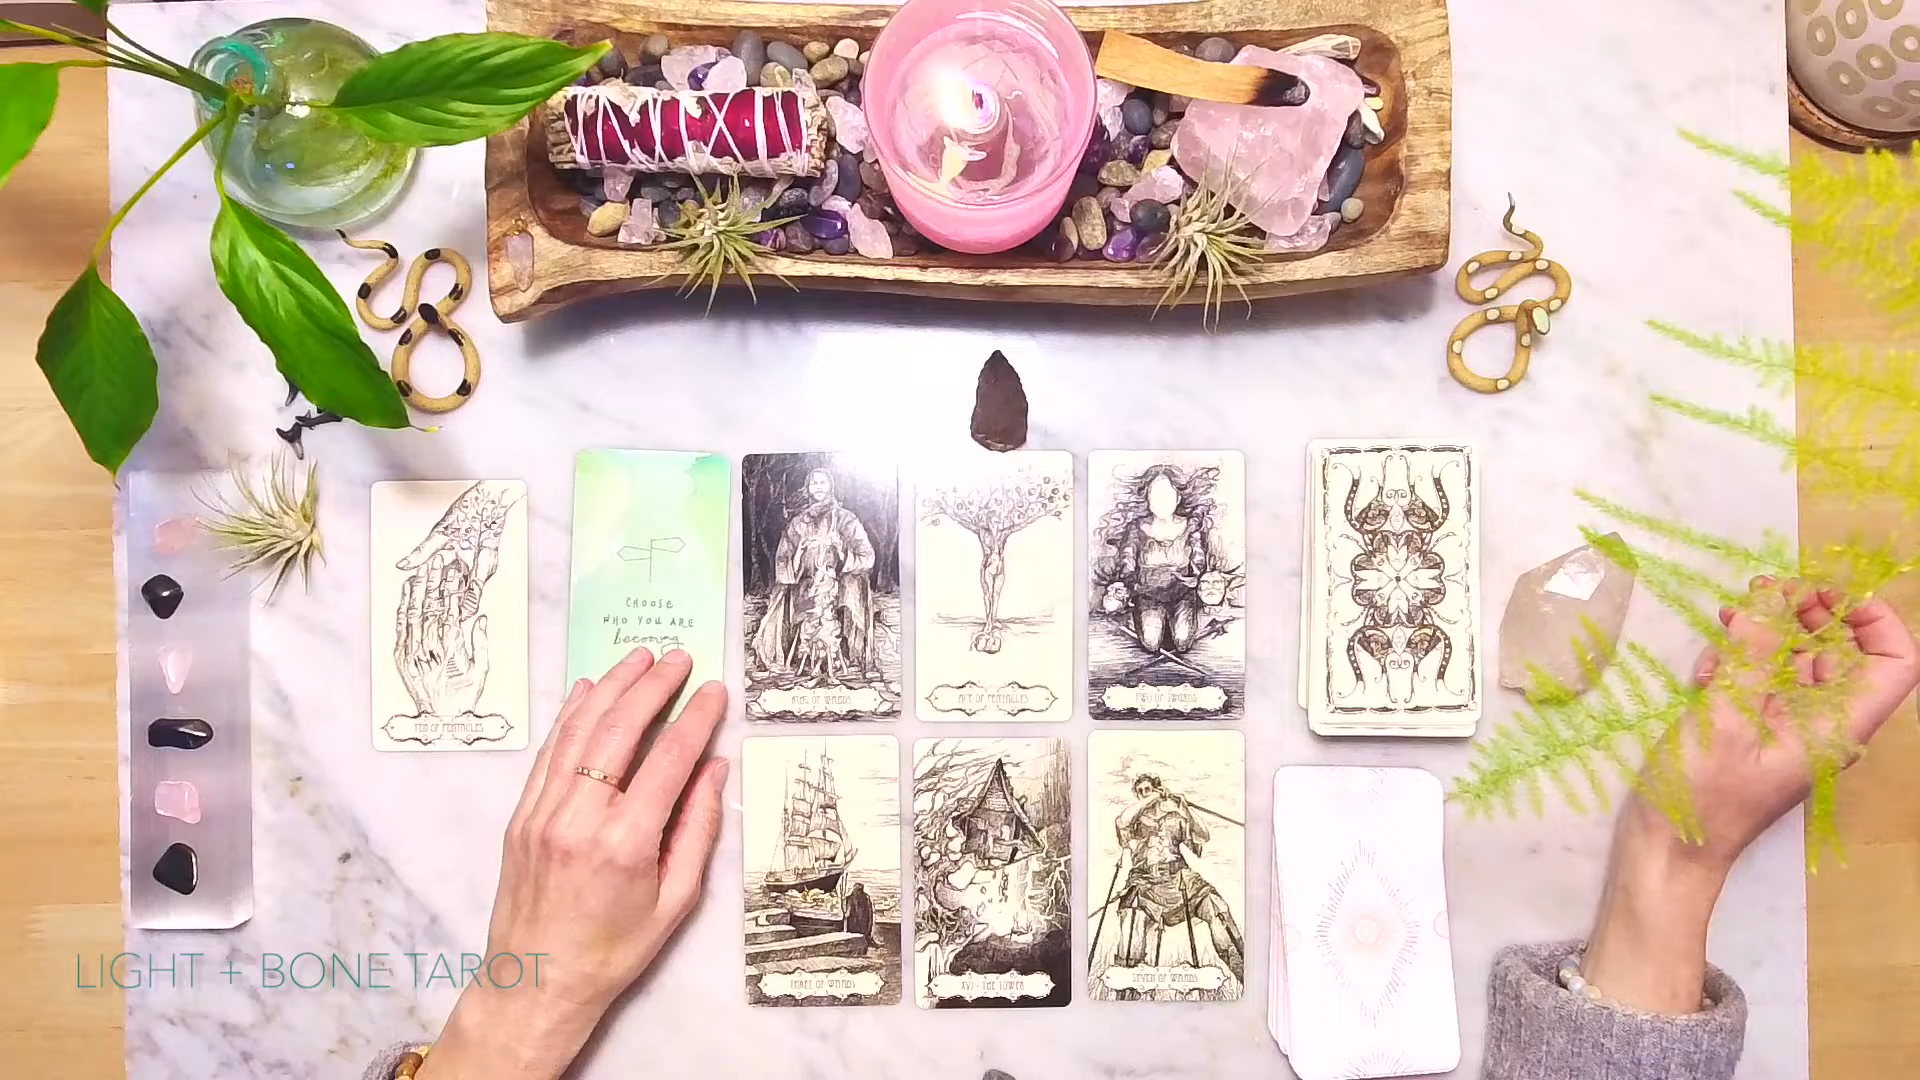 CHOOSE
WHO YOU ARE
becoming
KING OF WANDS
ACE OF PENTACLES
TWO OF SWORDS
TEN OF PENTACLES
THREE OF WANDS
XVI - THE TOWER
SEVEN OF WANDS
LIGHT + BONE TAROT